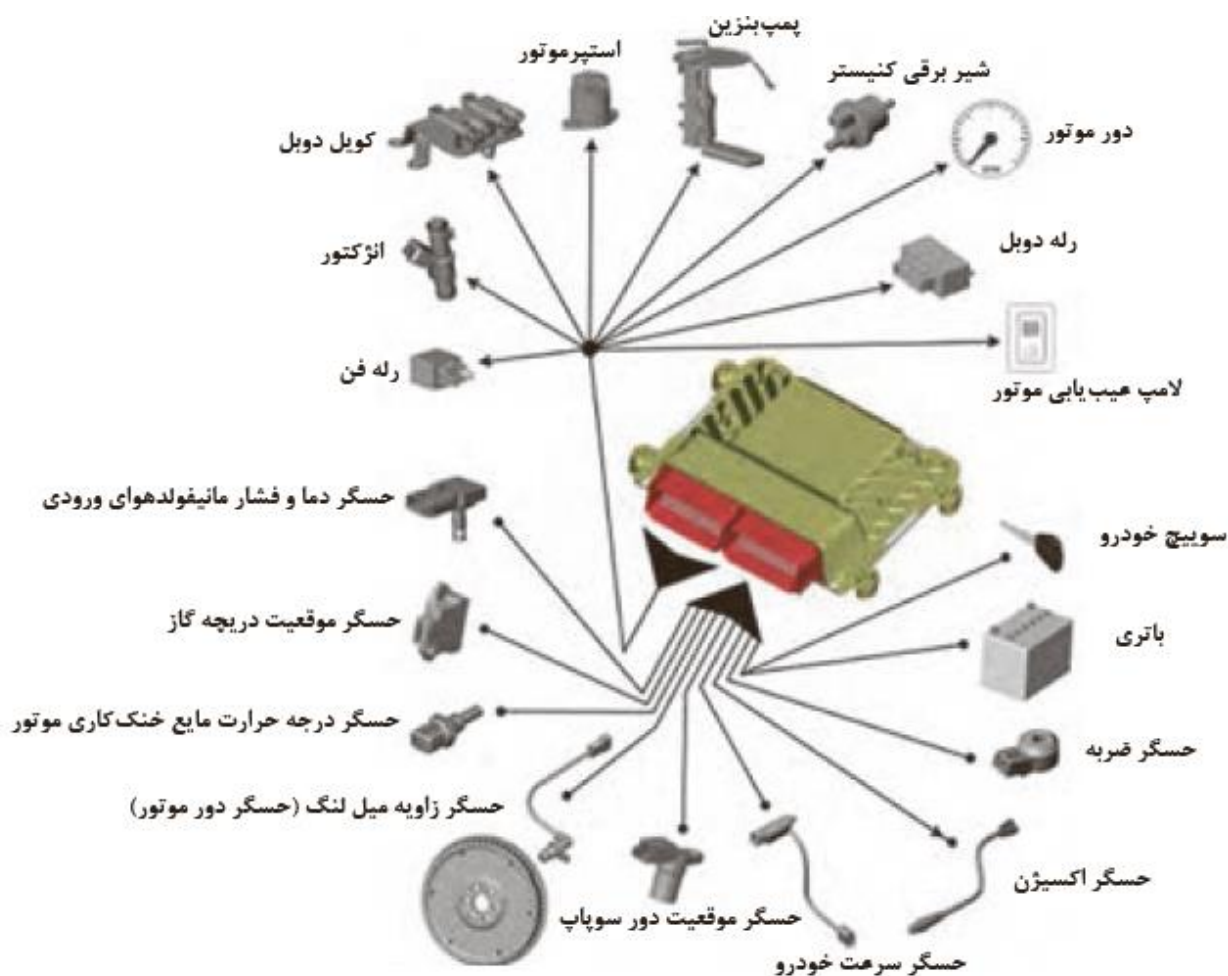 پمپ‌بنزین
استپرموتور
شیر برقی کنیستر
دور موتور
کویل دوبل
رله دوبل
انژکتور
رله فن
لامپ عیب‌یابی موتور
حسگر دما و فشار مانیفولدهوای ورودی
سوییچ خودرو
حسگر موقعیت دریچه گاز
باتری
حسگر درجه حرارت مایع خنک‌کاری موتور
حسگر ضربه
حسگر زاویه میل لنگ (حسگر دور موتور)
حسگر اکسیژن
حسگر موقعیت دور سوپاپ
حسگر سرعت خودرو